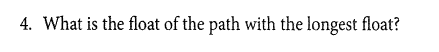 4. What is the float of the path with the longest float?